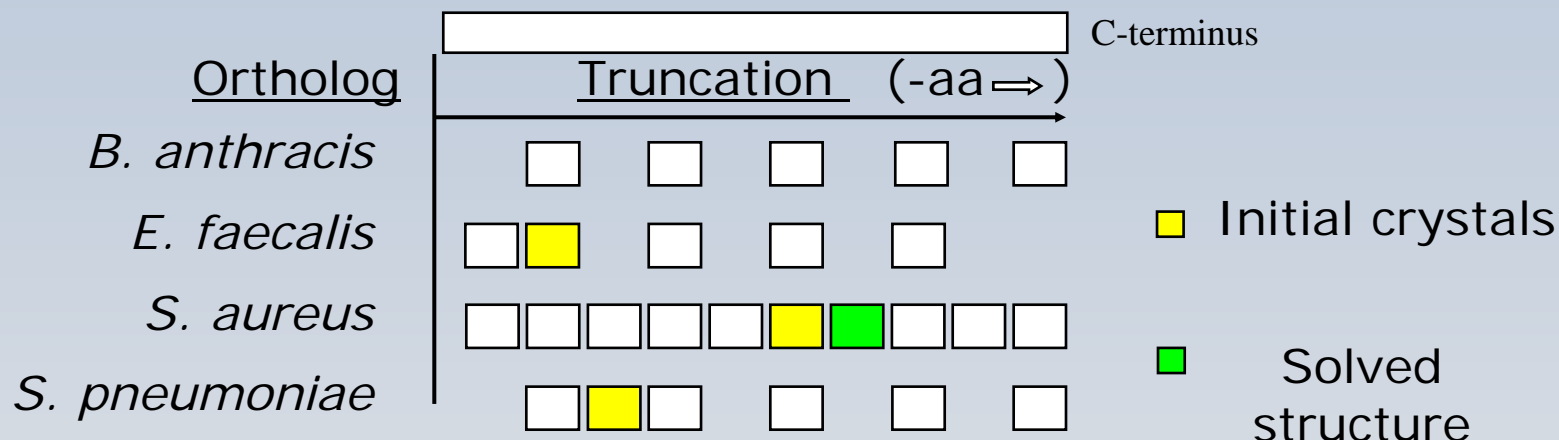 C-terminus
Ortholog Truncation (-aa⇨)
B. anthracis
E. faecalis
Initial crystals
S. aureus
S. pneumoniae
Solved
structure